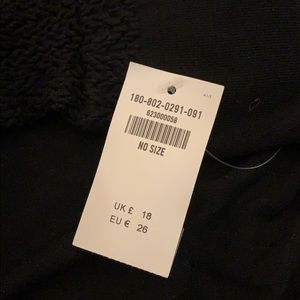 180-802-0291-091
623000058
NO SIZE
UK £ 18
EU € 26